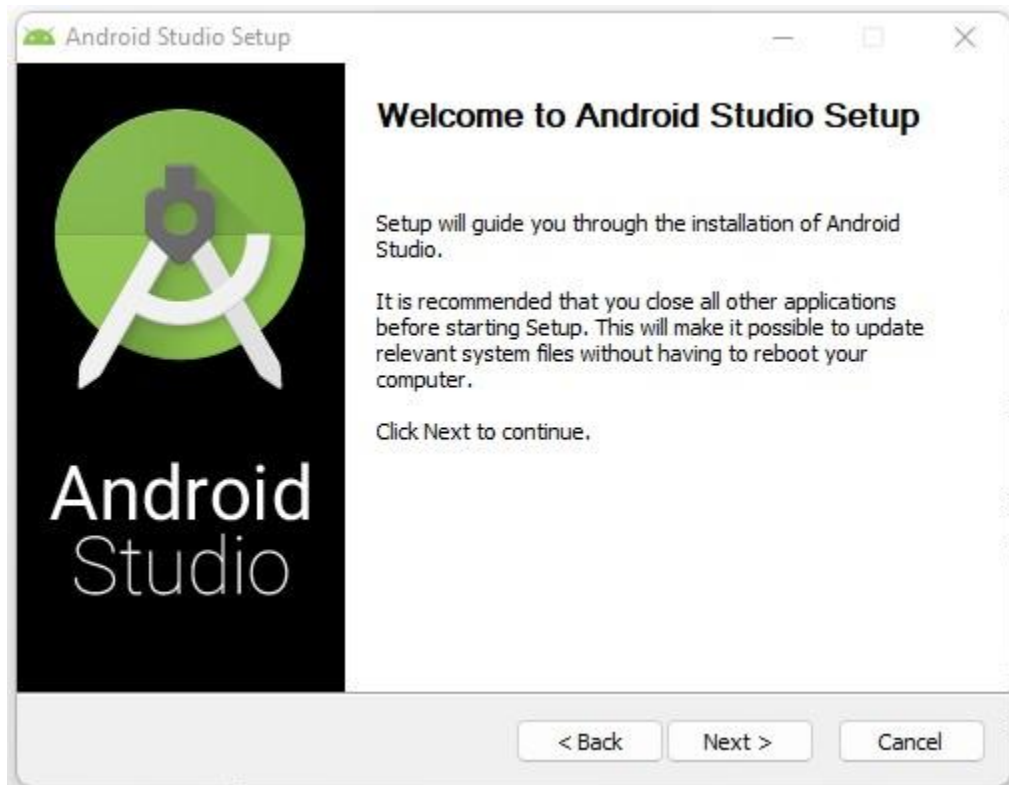 Android Studio Setup
Welcome to Android Studio Setup
Setup will guide you through the installation of Android
Studio.
It is recommended that you close all other applications
before starting Setup. This will make it possible to update
relevant system files without having to reboot your
computer.
Click Next to continue.
Android
Studio
< Back
Next >
Cancel